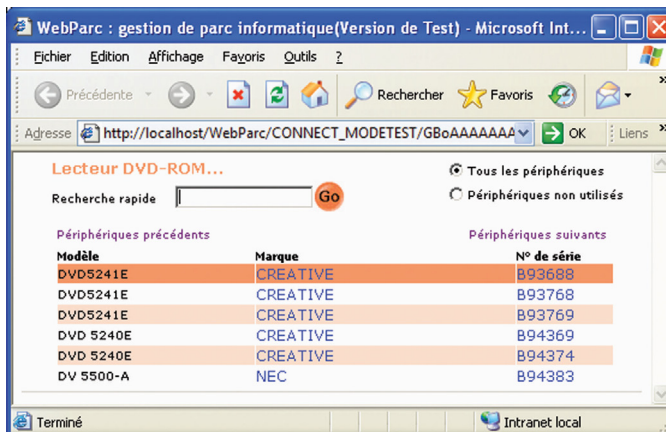 WebParc : gestion de parc informatique(Version de Test) - Microsoft Int...
Fichier Edition Affichage Favoris Outils ?
Précédente Rechercher Favoris
Adresse http://localhost/WebParc/CONNECT_MODETEST/GBoAAAAAAA OK Liens
Lecteur DVD-ROM...
Tous les périphériques
Recherche rapide Go
Périphériques non utilisés
Périphériques précédents Périphériques suivants
Modèle Marque N° de série
DVD5241E CREATIVE B93688
DVD5241E CREATIVE B93768
DVD5241E CREATIVE B93769
DVD 5240E CREATIVE B94369
DVD 5240E CREATIVE B94374
DV 5500-A NEC B94383
Terminé Intranet local